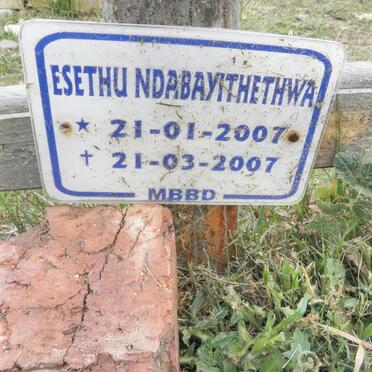 ESETHU NDABAYITHETHWA
★ 21-01-2007
✝ 21-03-2007
MBBD